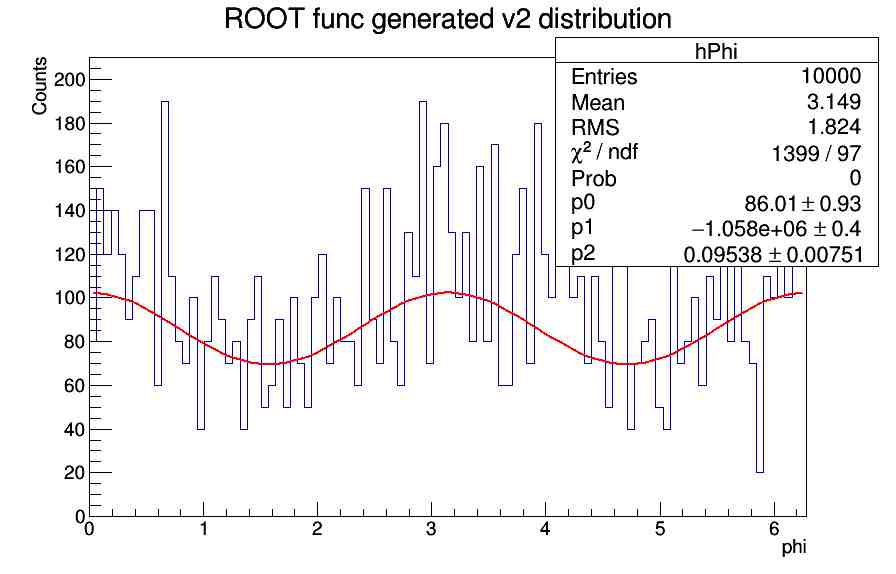 ROOT func generated v2 distribution
hPhi
Entries 10000
Mean 3.149
RMS 1.824
χ² / ndf 1399 / 97
Prob 0
p0 86.01 ± 0.93
p1 −1.058e+06 ± 0.4
p2 0.09538 ± 0.00751
Counts
200
180
160
140
120
100
80
60
40
20
0
0 1 2 3 4 5 6
phi